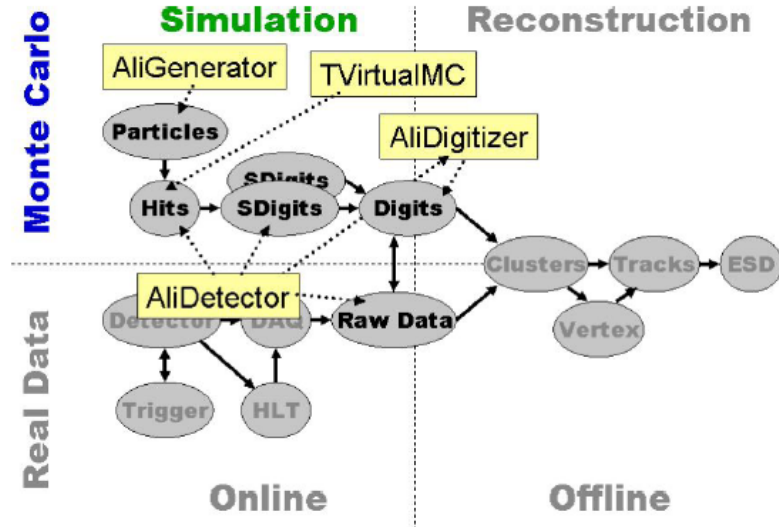 Simulation
Reconstruction
Monte Carlo
AliGenerator
TVirtualMC
Particles
AliDigitizer
SDigits
Hits
SDigits
Digits
Clusters
Tracks
ESD
AliDetector
Detector
DAQ
Raw Data
Vertex
Real Data
Trigger
HLT
Online
Offline